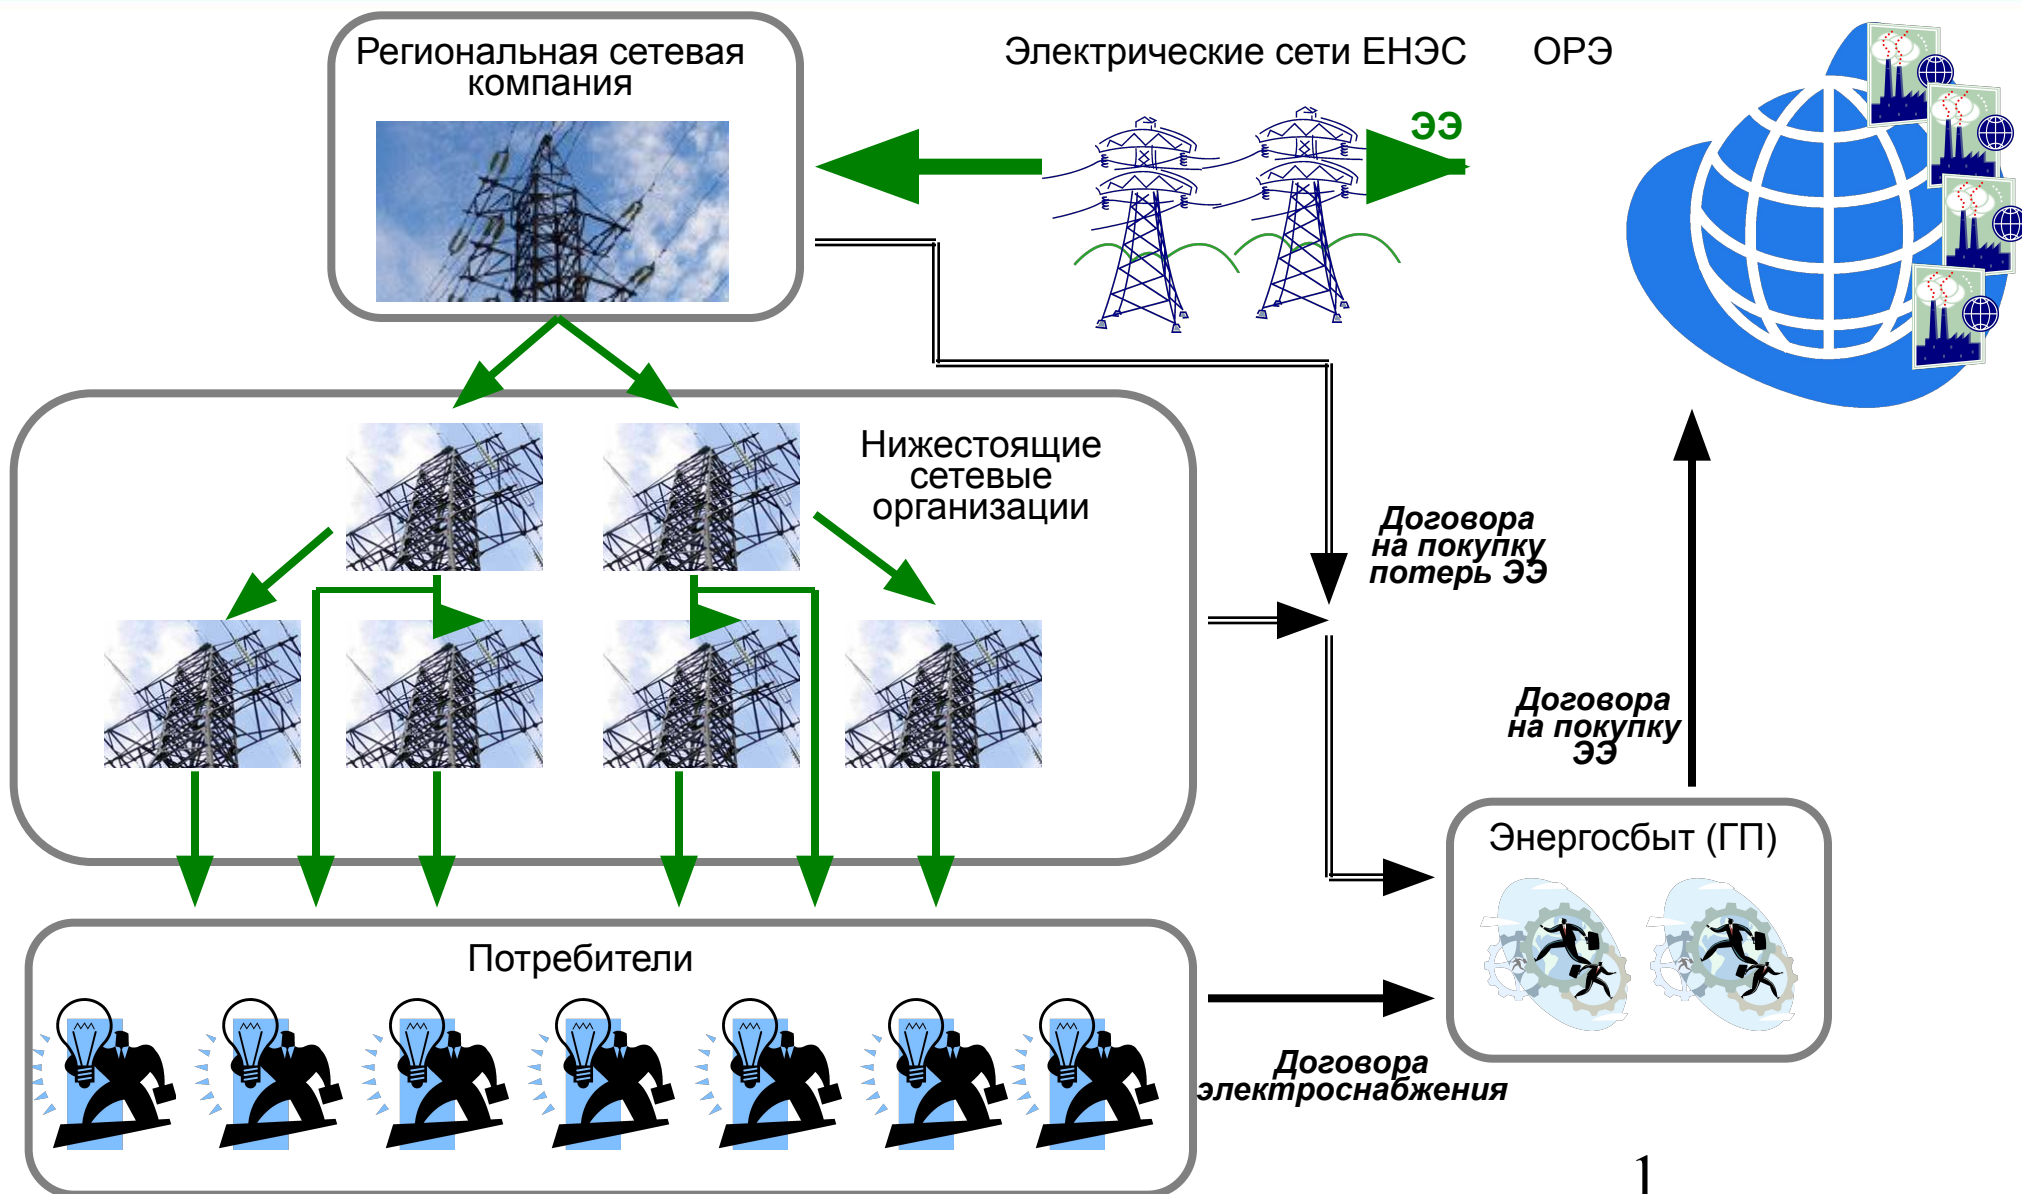 Региональная сетевая
компания
Электрические сети ЕНЭС
ОРЭ
ЭЭ
Нижестоящие
сетевые
организации
Договора
на покупку
потерь ЭЭ
Договора
на покупку
ЭЭ
Энергосбыт (ГП)
Потребители
Договора
электроснабжения
1